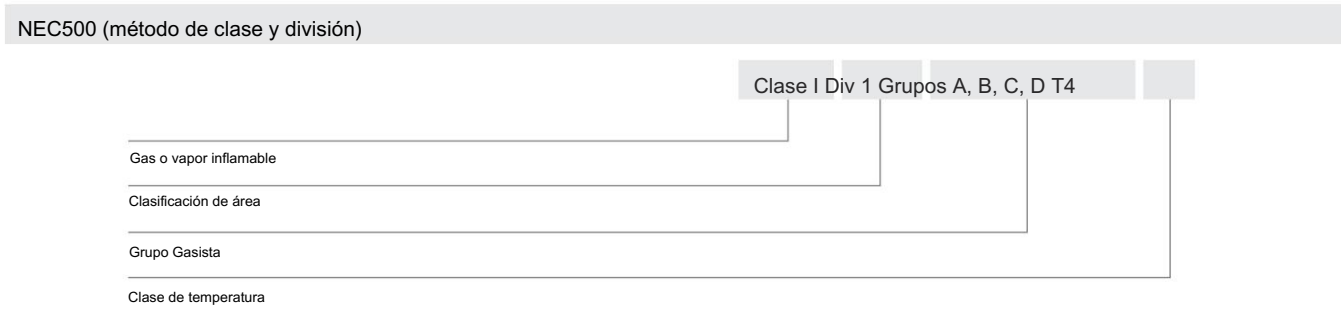 NEC500 (método de clase y división)
Clase I Div 1 Grupos A, B, C, D T4
Gas o vapor inflamable
Clasificación de área
Grupo Gasista
Clase de temperatura